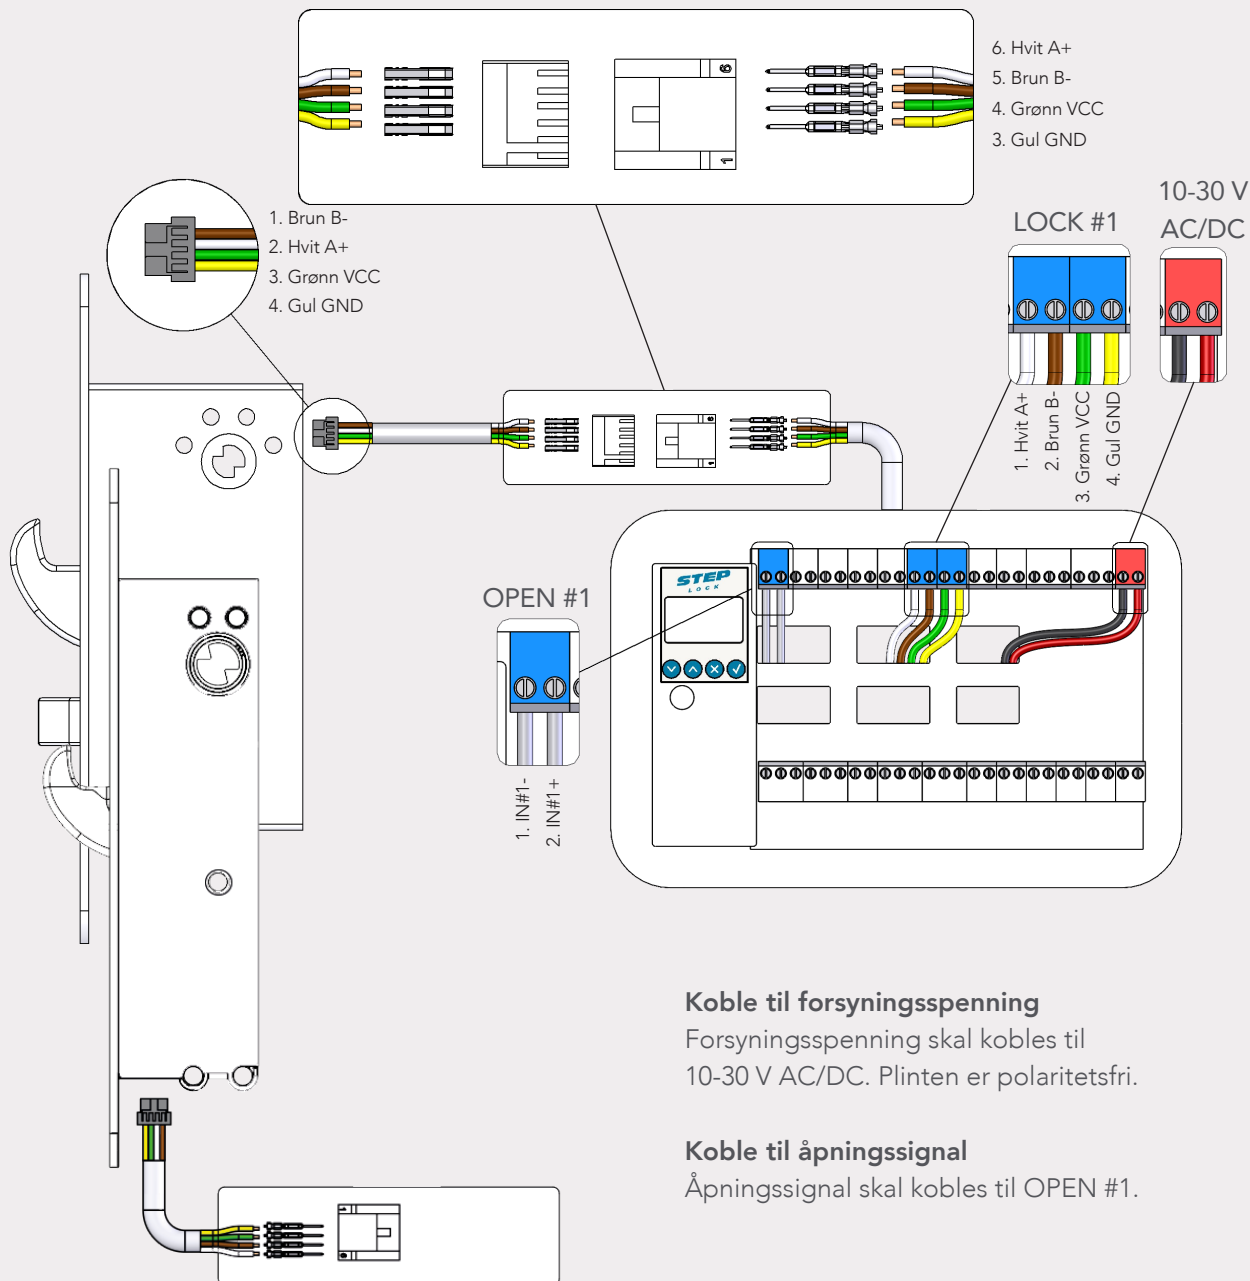 6. Hvit A+
5. Brun B-
4. Grønn VCC
3. Gul GND
6
1
1. Brun B-
2. Hvit A+
3. Grønn VCC
4. Gul GND
LOCK #1
10-30 V
AC/DC
1. Hvit A+
2. Brun B-
3. Grønn VCC
4. Gul GND
OPEN #1
1. IN#1-
2. IN#1+
STEP
LOCK
Koble til forsyningsspenning
Forsyningsspenning skal kobles til
10-30 V AC/DC. Plinten er polaritetsfri.
Koble til åpningssignal
Åpningssignal skal kobles til OPEN #1.